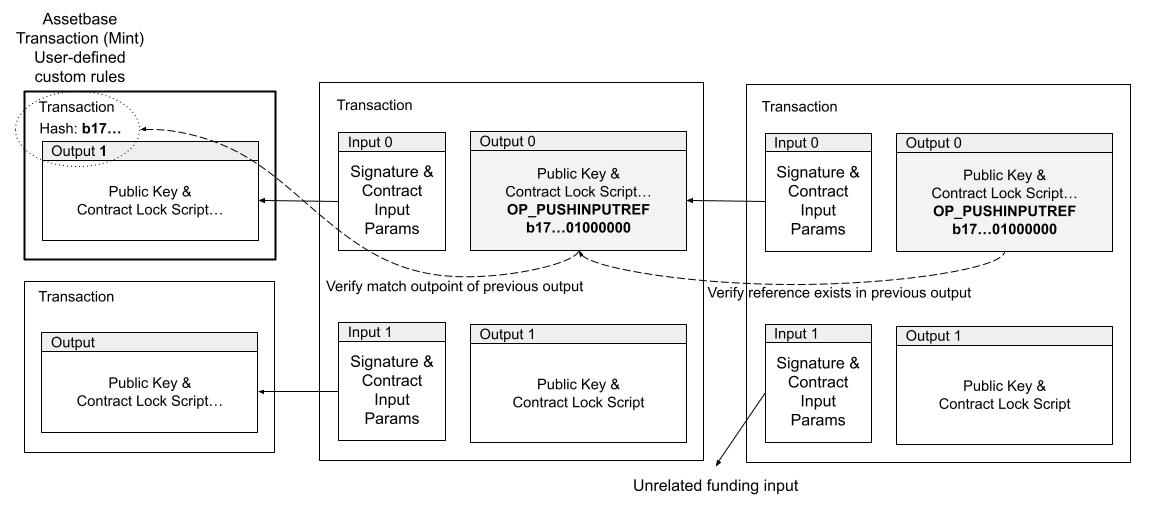 Assetbase
Transaction (Mint)
User-defined
custom rules
Transaction
Hash: b17...
Output 1
Public Key &
Contract Lock Script...
Transaction
Output
Public Key &
Contract Lock Script...
Transaction
Input 0
Signature &
Contract
Input
Params
Output 0
Public Key &
Contract Lock Script...
OP_PUSHINPUTREF
b17...01000000
Verify match outpoint of previous output
Input 1
Signature &
Contract
Input
Params
Output 1
Public Key &
Contract Lock Script
Transaction
Input 0
Signature &
Contract
Input
Params
Output 0
Public Key &
Contract Lock Script...
OP_PUSHINPUTREF
b17...01000000
Verify reference exists in previous output
Input 1
Signature &
Contract
Input
Params
Output 1
Public Key &
Contract Lock Script
Unrelated funding input